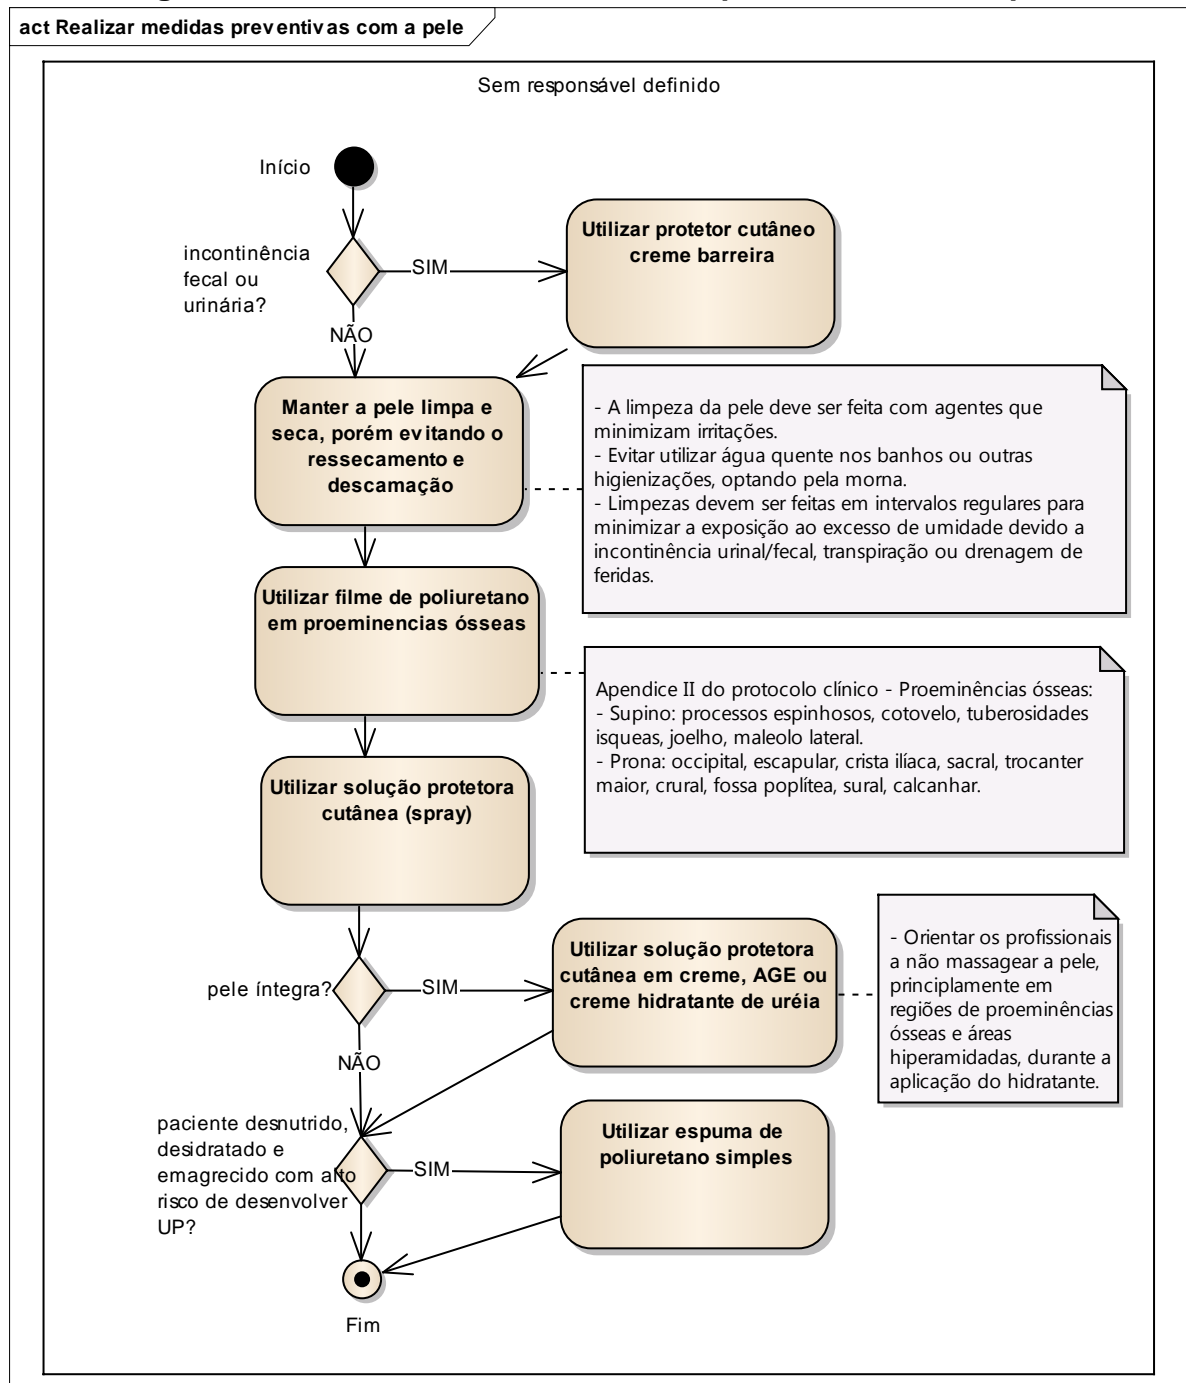 act Realizar medidas preventivas com a pele
Sem responsável definido
Início
incontinência
fecal ou
urinária?
SIM
Utilizar protetor cutâneo
creme barreira
NÃO
Manter a pele limpa e
seca, porém evitando o
ressecamento e
descamação
- A limpeza da pele deve ser feita com agentes que
minimizam irritações.
- Evitar utilizar água quente nos banhos ou outras
higienizações, optando pela morna.
- Limpezas devem ser feitas em intervalos regulares para
minimizar a exposição ao excesso de umidade devido a
incontinência urinal/fecal, transpiração ou drenagem de
feridas.
Utilizar filme de poliuretano
em proeminencias ósseas
Apendice II do protocolo clínico - Proeminências ósseas:
- Supino: processos espinhosos, cotovelo, tuberosidades
isqueas, joelho, maleolo lateral.
- Prona: occipital, escapular, crista ilíaca, sacral, trocanter
maior, crural, fossa poplítea, sural, calcanhar.
Utilizar solução protetora
cutânea (spray)
pele íntegra?
SIM
Utilizar solução protetora
cutânea em creme, AGE ou
creme hidratante de uréia
- Orientar os profissionais
a não massagear a pele,
principlamente em
regiões de proeminências
ósseas e áreas
hiperamidadas, durante a
aplicação do hidratante.
NÃO
paciente desnutrido,
desidratado e
emagrecido com alto
risco de desenvolver
UP?
SIM
Utilizar espuma de
poliuretano simples
Fim